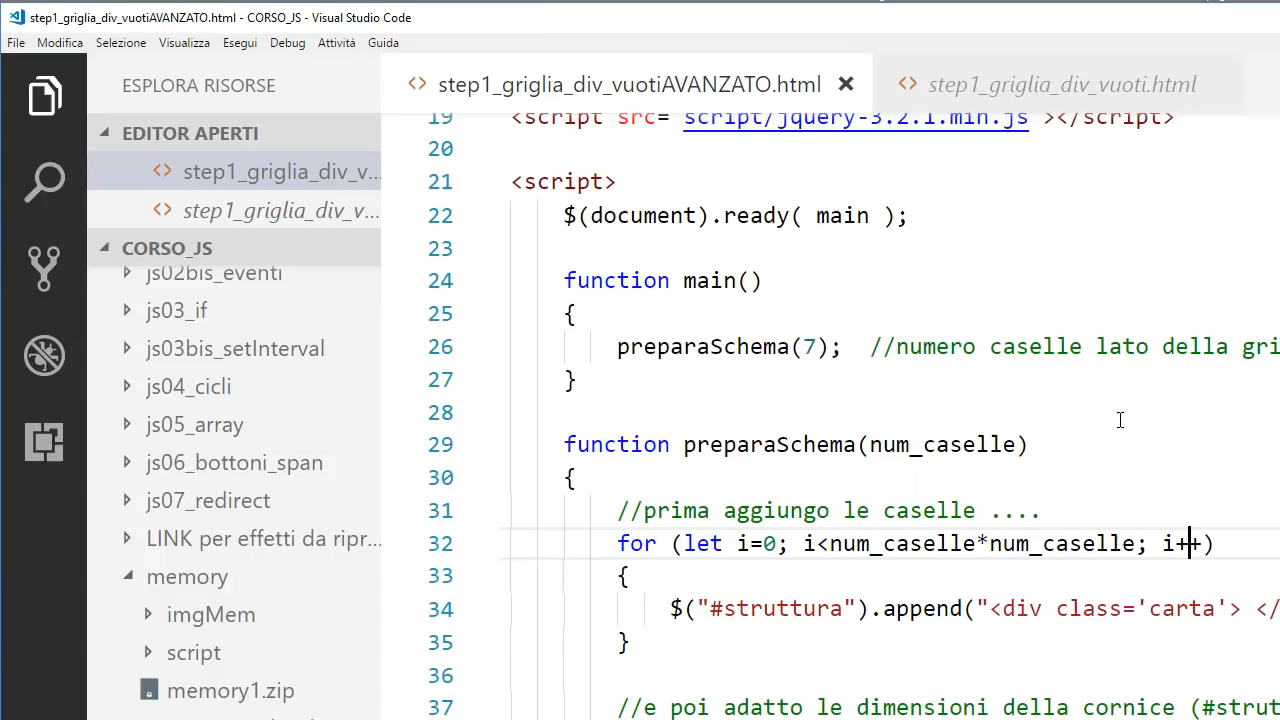 step1_griglia_div_vuotiAVANZATO.html - CORSO_JS - Visual Studio Code
File Modifica Selezione Visualizza Esegui Debug Attività Guida
ESPLORA RISORSE
EDITOR APERTI
step1_griglia_div_v...
step1_griglia_div_v...
CORSO_JS
js02bis_eventi
js03_if
js03bis_setInterval
js04_cicli
js05_array
js06_bottoni_span
js07_redirect
LINK per effetti da ripr...
memory
imgMem
script
memory1.zip
step1_griglia_div_vuotiAVANZATO.html
step1_griglia_div_vuoti.html
19 <script src="script/jquery-3.2.1.min.js"></script>
20
21 <script>
22 $(document).ready( main );
23
24 function main()
25 {
26 preparaSchema(7); //numero caselle lato della gri
27 }
28
29 function preparaSchema(num_caselle)
30 {
31 //prima aggiungo le caselle ....
32 for (let i=0; i<num_caselle*num_caselle; i++)
33 {
34 $("#struttura").append("<div class='carta'> </
35 }
36
37 //e poi adatto le dimensioni della cornice (#strut